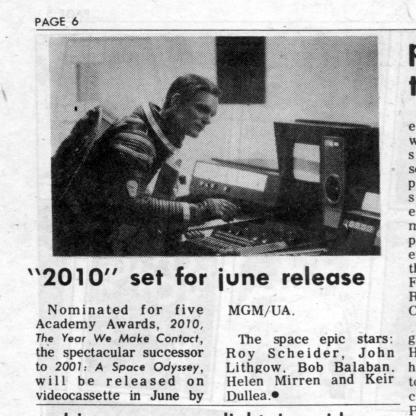 PAGE 6
"2010" set for june release
Nominated for five
Academy Awards, 2010,
The Year We Make Contact,
the spectacular successor
to 2001: A Space Odyssey,
will be released on
videocassette in June by
MGM/UA.
The space epic stars:
Roy Scheider, John
Lithgow, Bob Balaban,
Helen Mirren and Keir
Dullea.●